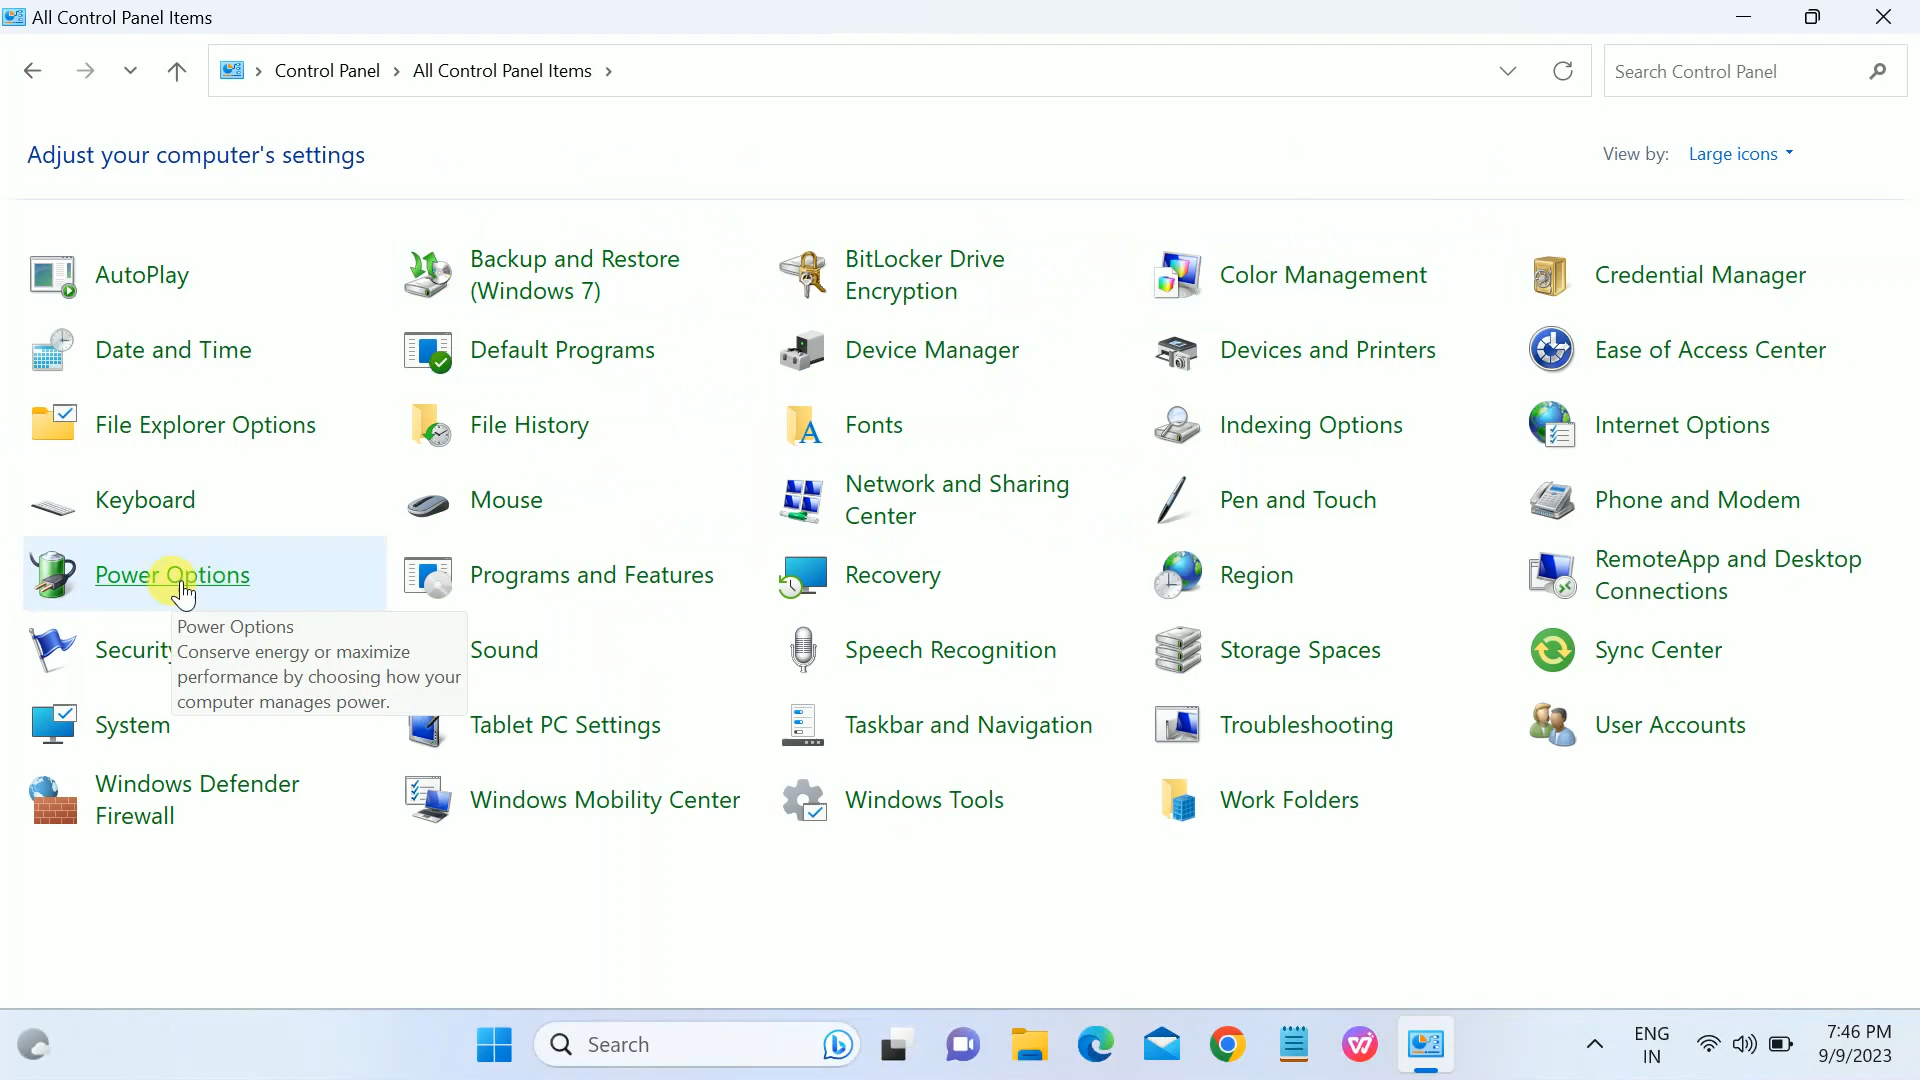 All Control Panel Items
Control Panel > All Control Panel Items >
Search Control Panel
Adjust your computer's settings
View by: Large icons
AutoPlay
Backup and Restore
(Windows 7)
BitLocker Drive
Encryption
Color Management
Credential Manager
Date and Time
Default Programs
Device Manager
Devices and Printers
Ease of Access Center
File Explorer Options
File History
Fonts
Indexing Options
Internet Options
Keyboard
Mouse
Network and Sharing
Center
Pen and Touch
Phone and Modem
Power Options
Programs and Features
Recovery
Region
RemoteApp and Desktop
Connections
Power Options
Conserve energy or maximize
performance by choosing how your
computer manages power.
Security
Sound
Speech Recognition
Storage Spaces
Sync Center
System
Tablet PC Settings
Taskbar and Navigation
Troubleshooting
User Accounts
Windows Defender
Firewall
Windows Mobility Center
Windows Tools
Work Folders
Search
ENG
IN
7:46 PM
9/9/2023